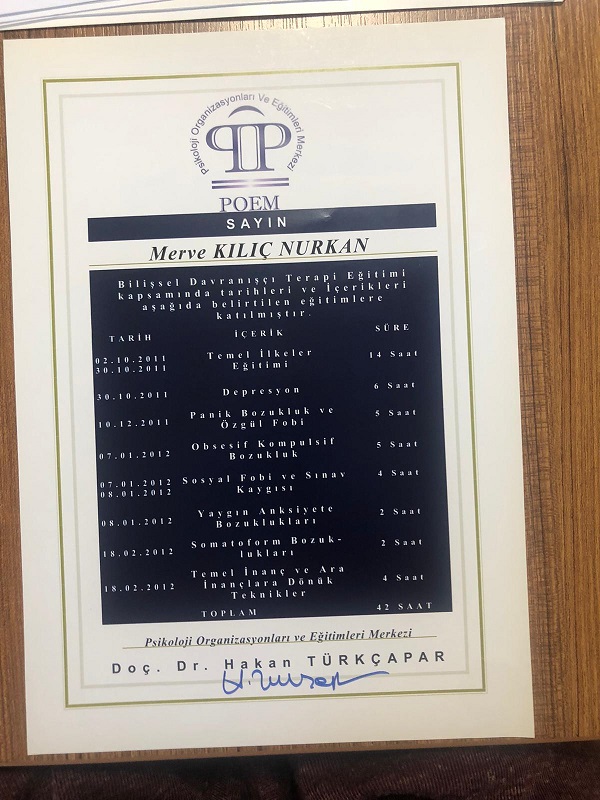 Psikoloji Organizasyonları Ve Eğitimleri Merkezi
POEM
SAYIN
Merve KILIÇ NURKAN
Bilişsel Davranışçı Terapi Eğitimi
kapsamında tarihleri ve İçerikleri
aşağıda belirtilen eğitimlere
katılmıştır.
TARİH İÇERİK SÜRE
02.10.2011 Temel İlkeler 14 Saat
30.10.2011 Eğitimi
30.10.2011 Depresyon 6 Saat
10.12.2011 Panik Bozukluk ve 5 Saat
Özgül Fobi
07.01.2012 Obsesif Kompulsif 5 Saat
Bozukluk
07.01.2012 Sosyal Fobi ve Sınav 4 Saat
08.01.2012 Kaygısı
08.01.2012 Yaygın Anksiyete 2 Saat
Bozuklukları
18.02.2012 Somatoform Bozuk- 2 Saat
lukları
18.02.2012 Temel İnanç ve Ara 4 Saat
İnançlara Dönük
Teknikler
TOPLAM 42 SAAT
Psikoloji Organizasyonları ve Eğitimleri Merkezi
Doç. Dr. Hakan TÜRKÇAPAR